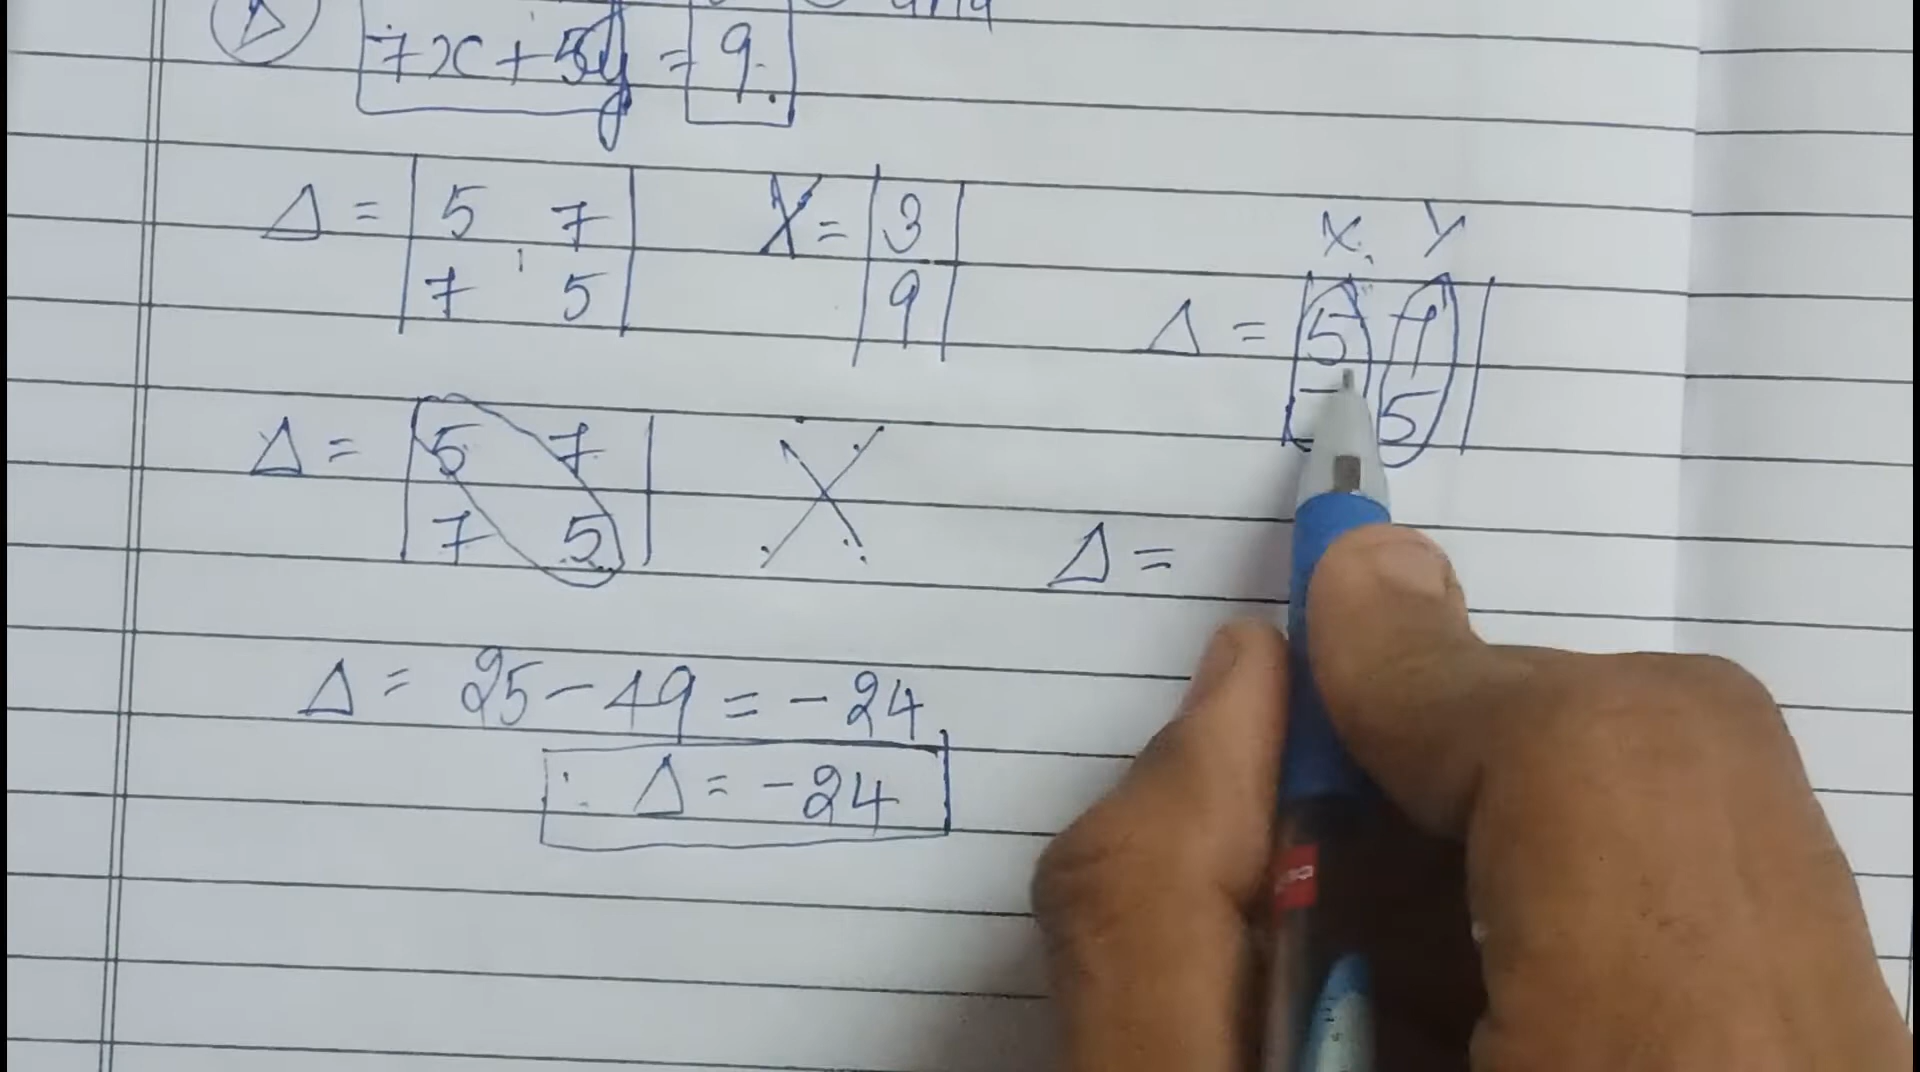 7x + 5y = 9.
Δ = | 5 7 | X = | 3 | X Y
| 7 5 | | 9 | Δ = | 5 7 |
Δ = | 5 7 | 5 |
| 7 5 | Δ =
Δ = 25 - 49 = -24
∴ Δ = -24